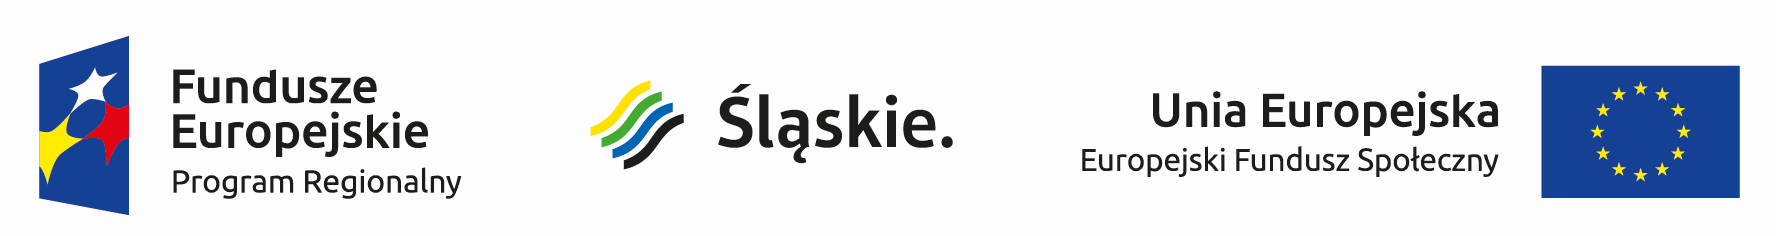 Fundusze
Europejskie
Program Regionalny
Śląskie.
Unia Europejska
Europejski Fundusz Społeczny